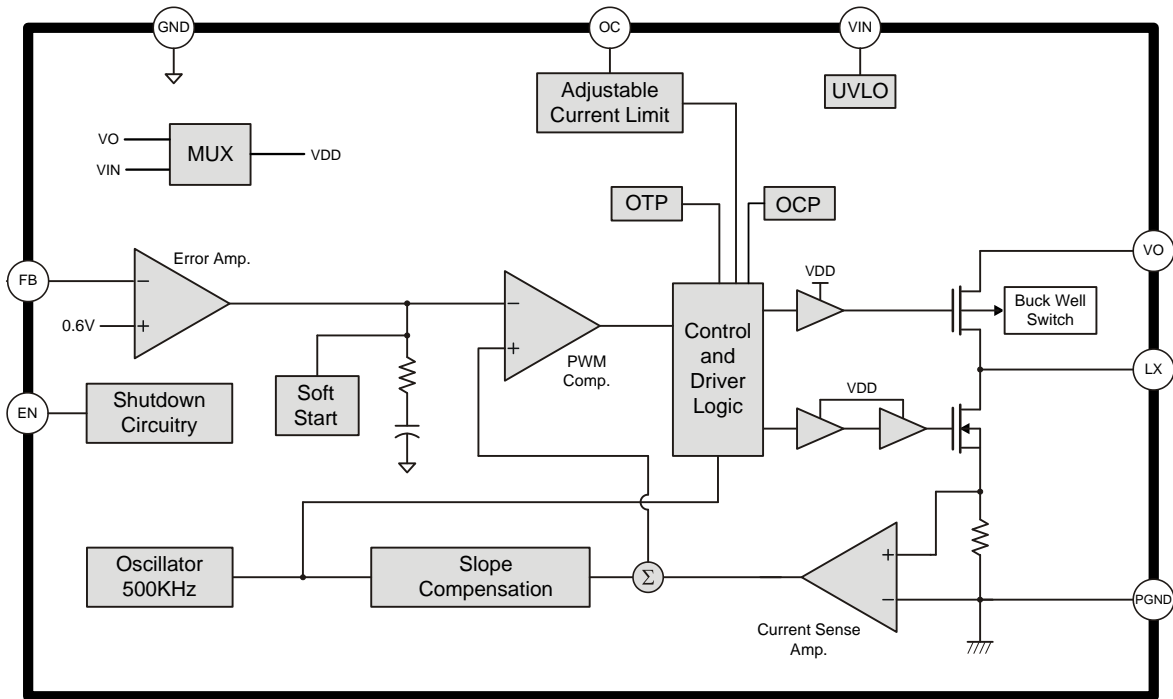 GND
OC
VIN
Adjustable
Current Limit
UVLO
VO
VIN
MUX
VDD
OTP
OCP
FB
Error Amp.
−
+
0.6V
−
+
PWM
Comp.
Control
and
Driver
Logic
VDD
VO
Buck Well
Switch
LX
EN
Shutdown
Circuitry
Soft
Start
VDD
Oscillator
500KHz
Slope
Compensation
Σ
+
−
Current Sense
Amp.
PGND